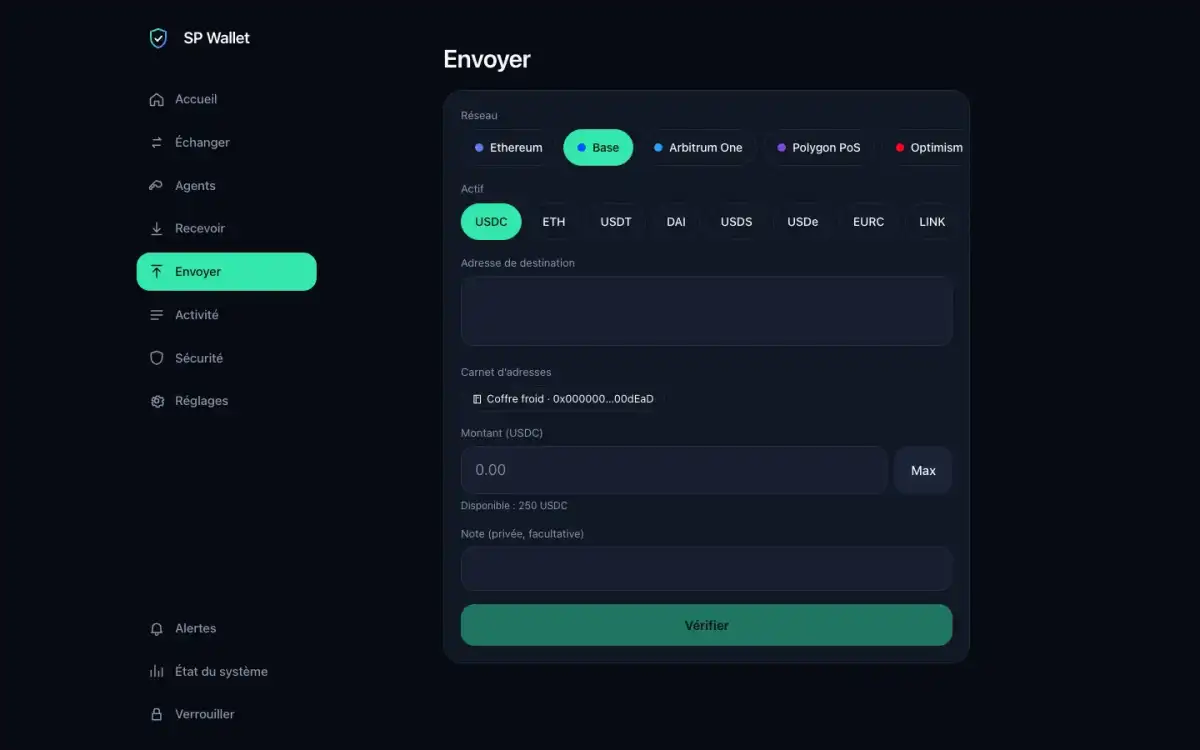 SP Wallet
Accueil
Échanger
Agents
Recevoir
Envoyer
Activité
Sécurité
Réglages
Alertes
État du système
Verrouiller
Envoyer
Réseau
Ethereum Base Arbitrum One Polygon PoS Optimism
Actif
USDC ETH USDT DAI USDS USDe EURC LINK
Adresse de destination
Carnet d'adresses
Coffre froid · 0x000000...00dEaD
Montant (USDC)
0.00 Max
Disponible : 250 USDC
Note (privée, facultative)
Vérifier